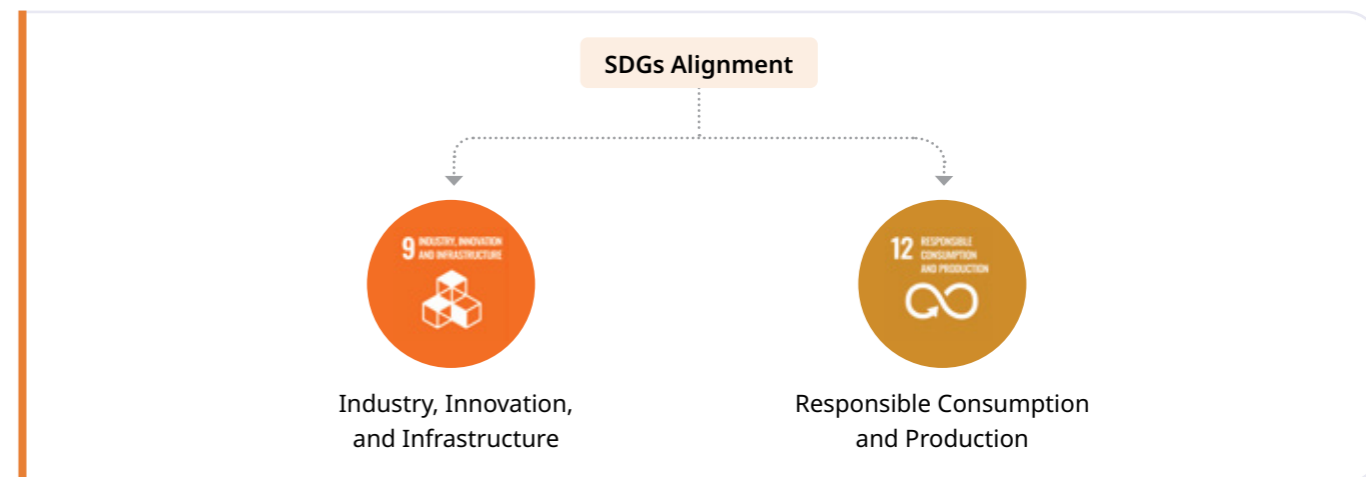 SDGs Alignment
9 INDUSTRY, INNOVATION
AND INFRASTRUCTURE
12 RESPONSIBLE
CONSUMPTION
AND PRODUCTION
Industry, Innovation,
and Infrastructure
Responsible Consumption
and Production